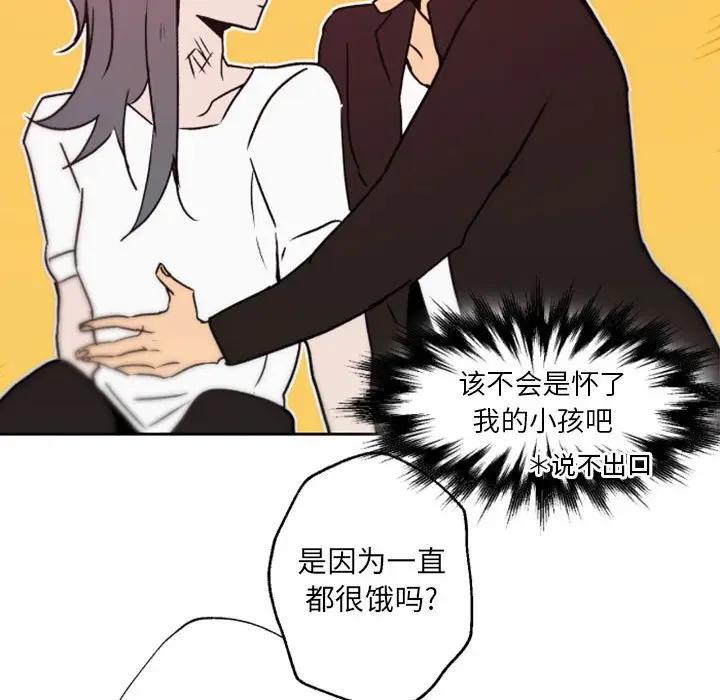 该不会是怀了
我的小孩吧
*说不出口
是因为一直
都很饿吗?